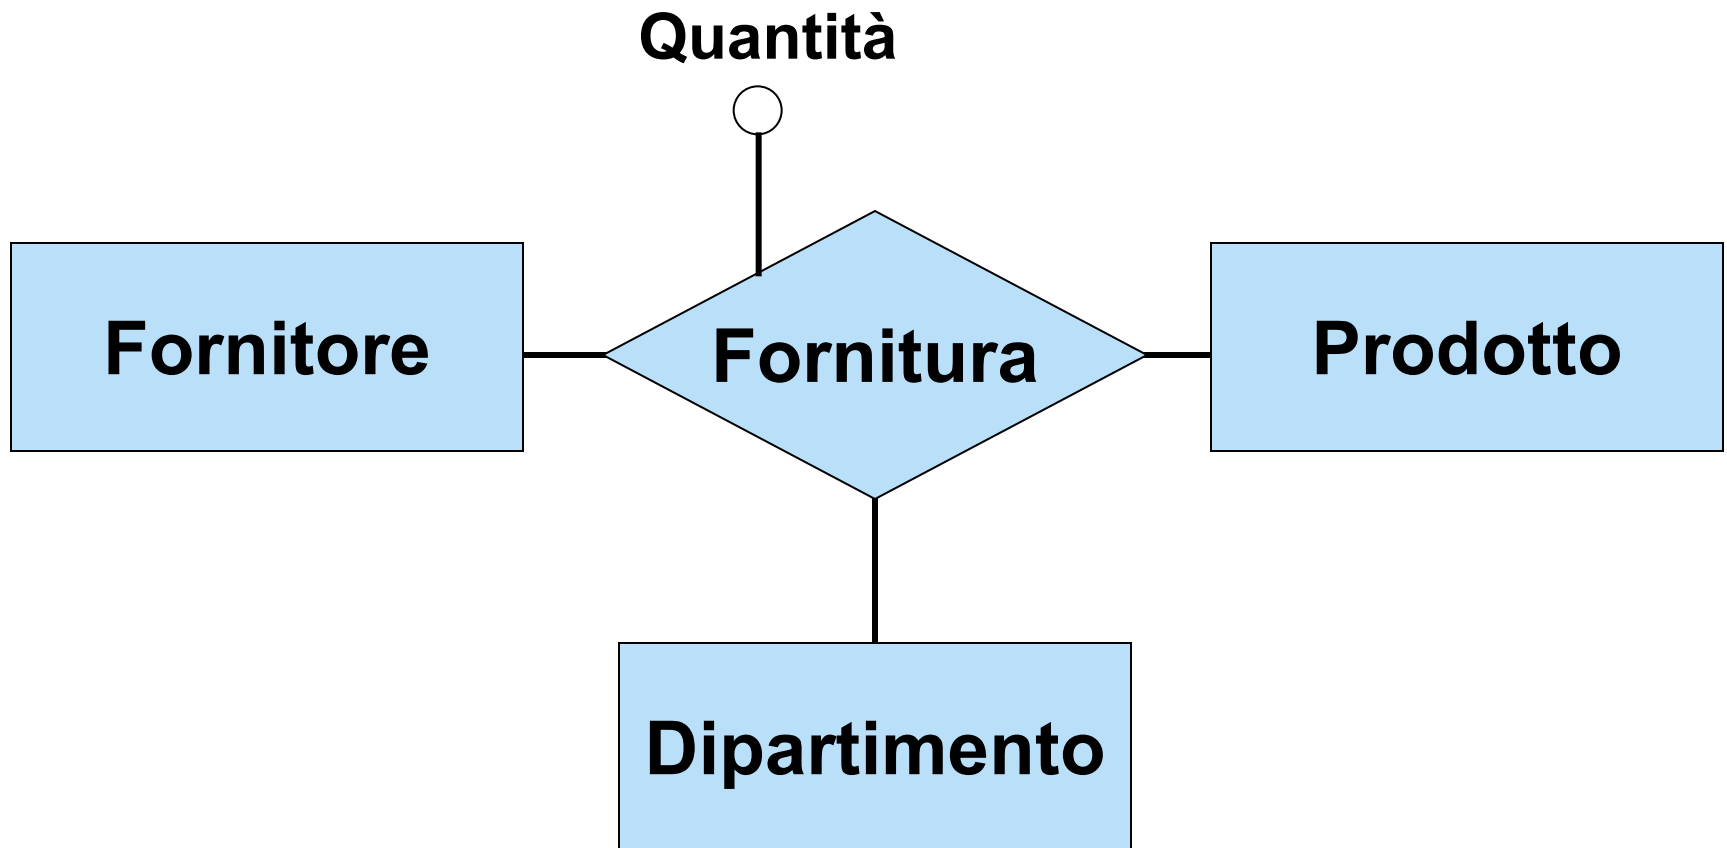 Quantità
Fornitore
Fornitura
Prodotto
Dipartimento